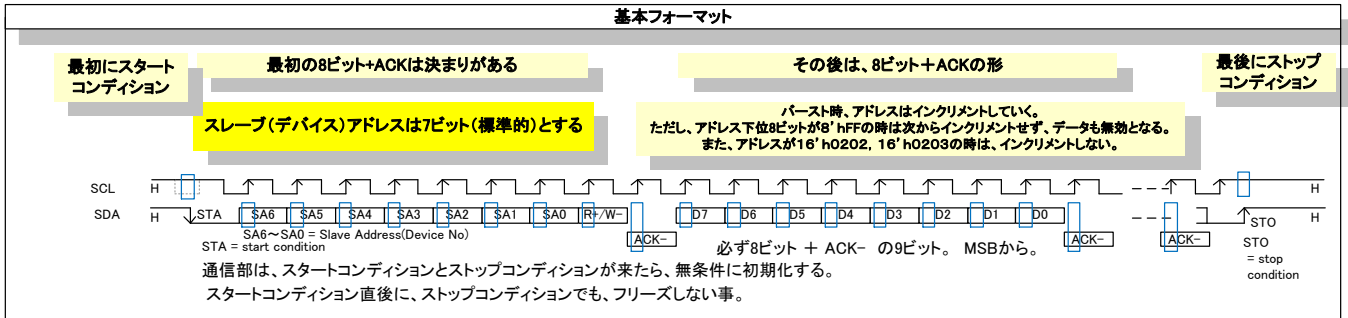 基本フォーマット
最初にスタート
コンディション
最初の8ビット+ACKは決まりがある
その後は、8ビット+ACKの形
最後にストップ
コンディション
スレーブ(デバイス)アドレスは7ビット(標準的)とする
バースト時、アドレスはインクリメントしていく。
ただし、アドレス下位8ビットが8'hFFの時は次からインクリメントせず、データも無効となる。
また、アドレスが16'h0202, 16'h0203の時は、インクリメントしない。
SCL H H
SDA H STA SA6 SA5 SA4 SA3 SA2 SA1 SA0 R+/W- D7 D6 D5 D4 D3 D2 D1 D0 STO H
SA6~SA0 = Slave Address(Device No)
ACK- ACK- ACK-
STA = start condition
必ず8ビット + ACK- の9ビット。 MSBから。
STO
= stop
condition
通信部は、スタートコンディションとストップコンディションが来たら、無条件に初期化する。
スタートコンディション直後に、ストップコンディションでも、フリーズしない事。